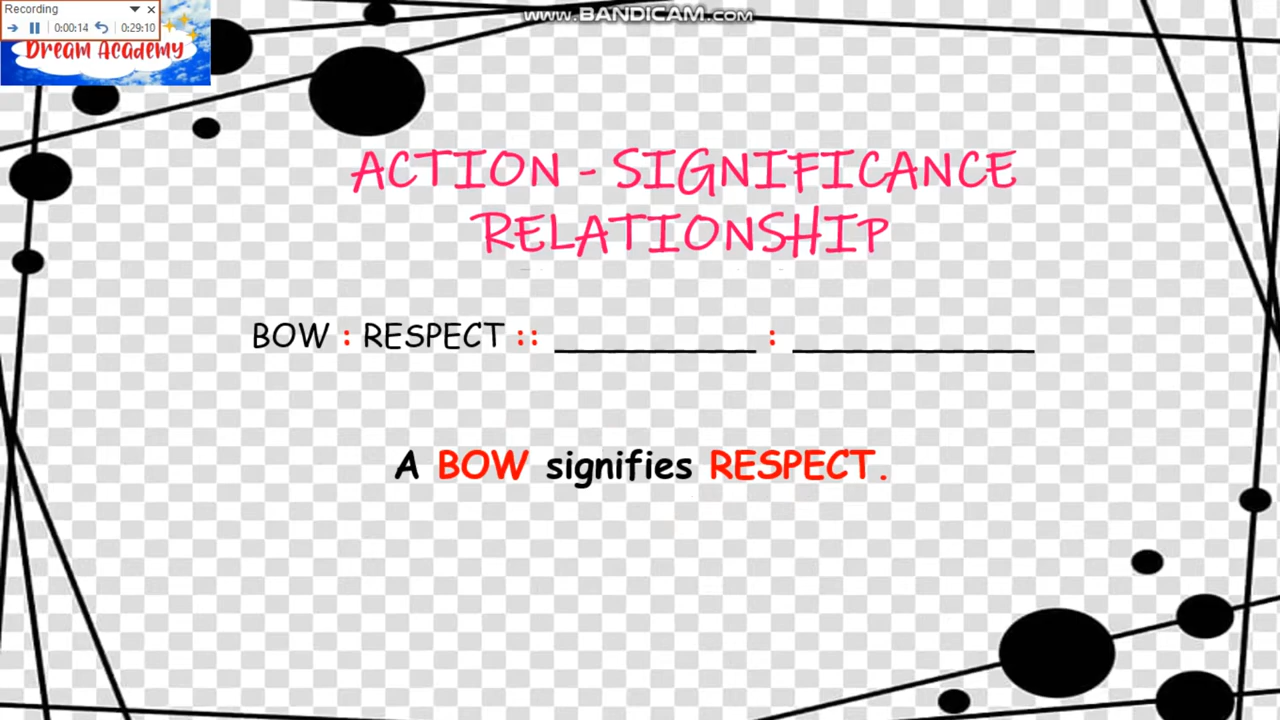 Recording
0:00:14 0:29:10
www.BANDICAM.com
Dream Academy
ACTION - SIGNIFICANCE
RELATIONSHIP
BOW : RESPECT :: __________ : ____________
A BOW signifies RESPECT.